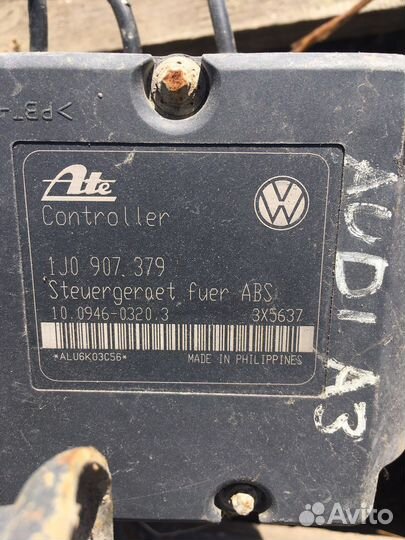 >PBT-
Ate
Controller
1J0 907.379
Steuergeraet fuer ABS
10.0946-0320.3 3X5637
*ALU6K03C56* MADE IN PHILIPPINES
AUDI A3
Avito